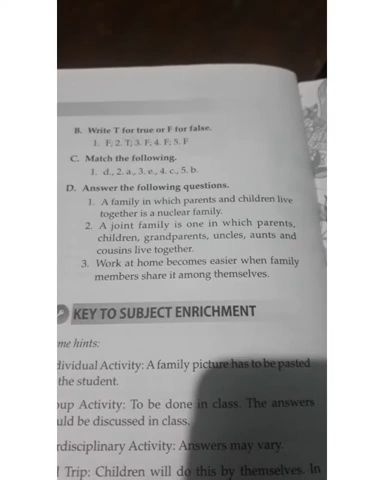 B. Write T for true or F for false.
1. F; 2. T; 3. F; 4. F; 5. F
C. Match the following.
1. d., 2. a., 3. e., 4. c., 5. b.
D. Answer the following questions.
1. A family in which parents and children live
together is a nuclear family.
2. A joint family is one in which parents,
children, grandparents, uncles, aunts and
cousins live together.
3. Work at home becomes easier when family
members share it among themselves.
KEY TO SUBJECT ENRICHMENT
me hints:
dividual Activity: A family picture has to be pasted
the student.
oup Activity: To be done in class. The answers
uld be discussed in class.
rdisciplinary Activity: Answers may vary.
Trip: Children will do this by themselves. In